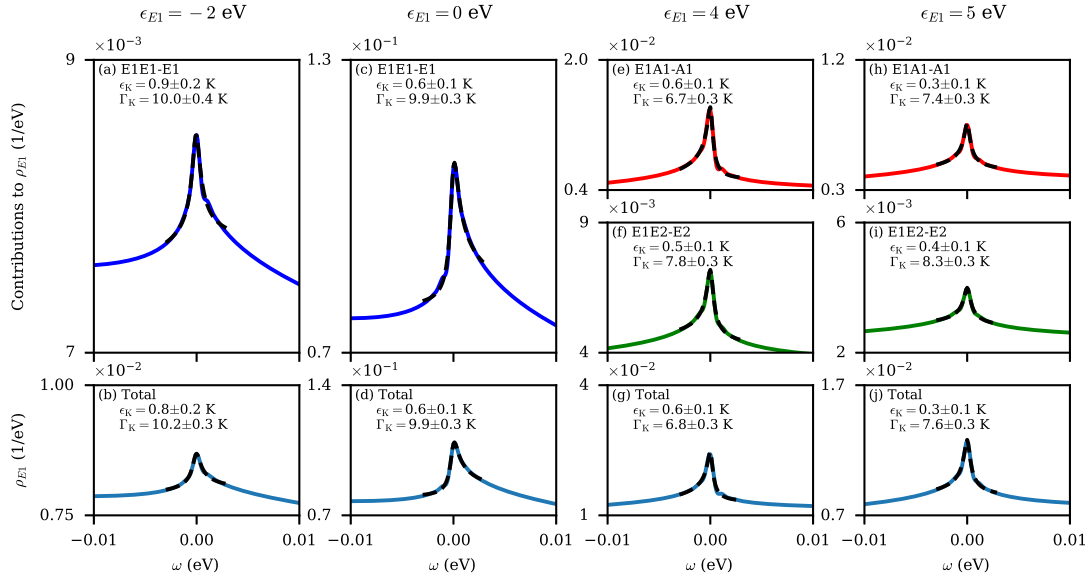 ϵ_E1 = −2 eV
ϵ_E1 = 0 eV
ϵ_E1 = 4 eV
ϵ_E1 = 5 eV
Contributions to ρ_E1 (1/eV)
×10⁻³
9
7
(a) E1E1-E1
ϵ_K = 0.9±0.2 K
Γ_K = 10.0±0.4 K
×10⁻¹
1.3
0.7
(c) E1E1-E1
ϵ_K = 0.6±0.1 K
Γ_K = 9.9±0.3 K
×10⁻²
2.0
0.4
(e) E1A1-A1
ϵ_K = 0.6±0.1 K
Γ_K = 6.7±0.3 K
×10⁻²
1.2
0.3
(h) E1A1-A1
ϵ_K = 0.3±0.1 K
Γ_K = 7.4±0.3 K
×10⁻³
9
4
(f) E1E2-E2
ϵ_K = 0.5±0.1 K
Γ_K = 7.8±0.3 K
×10⁻³
6
2
(i) E1E2-E2
ϵ_K = 0.4±0.1 K
Γ_K = 8.3±0.3 K
ρ_E1 (1/eV)
×10⁻²
1.00
0.75
(b) Total
ϵ_K = 0.8±0.2 K
Γ_K = 10.2±0.3 K
×10⁻¹
1.4
0.7
(d) Total
ϵ_K = 0.6±0.1 K
Γ_K = 9.9±0.3 K
×10⁻²
4
1
(g) Total
ϵ_K = 0.6±0.1 K
Γ_K = 6.8±0.3 K
×10⁻²
1.7
0.7
(j) Total
ϵ_K = 0.3±0.1 K
Γ_K = 7.6±0.3 K
−0.01 0.00 0.01
−0.01 0.00 0.01
−0.01 0.00 0.01
−0.01 0.00 0.01
ω (eV)
ω (eV)
ω (eV)
ω (eV)